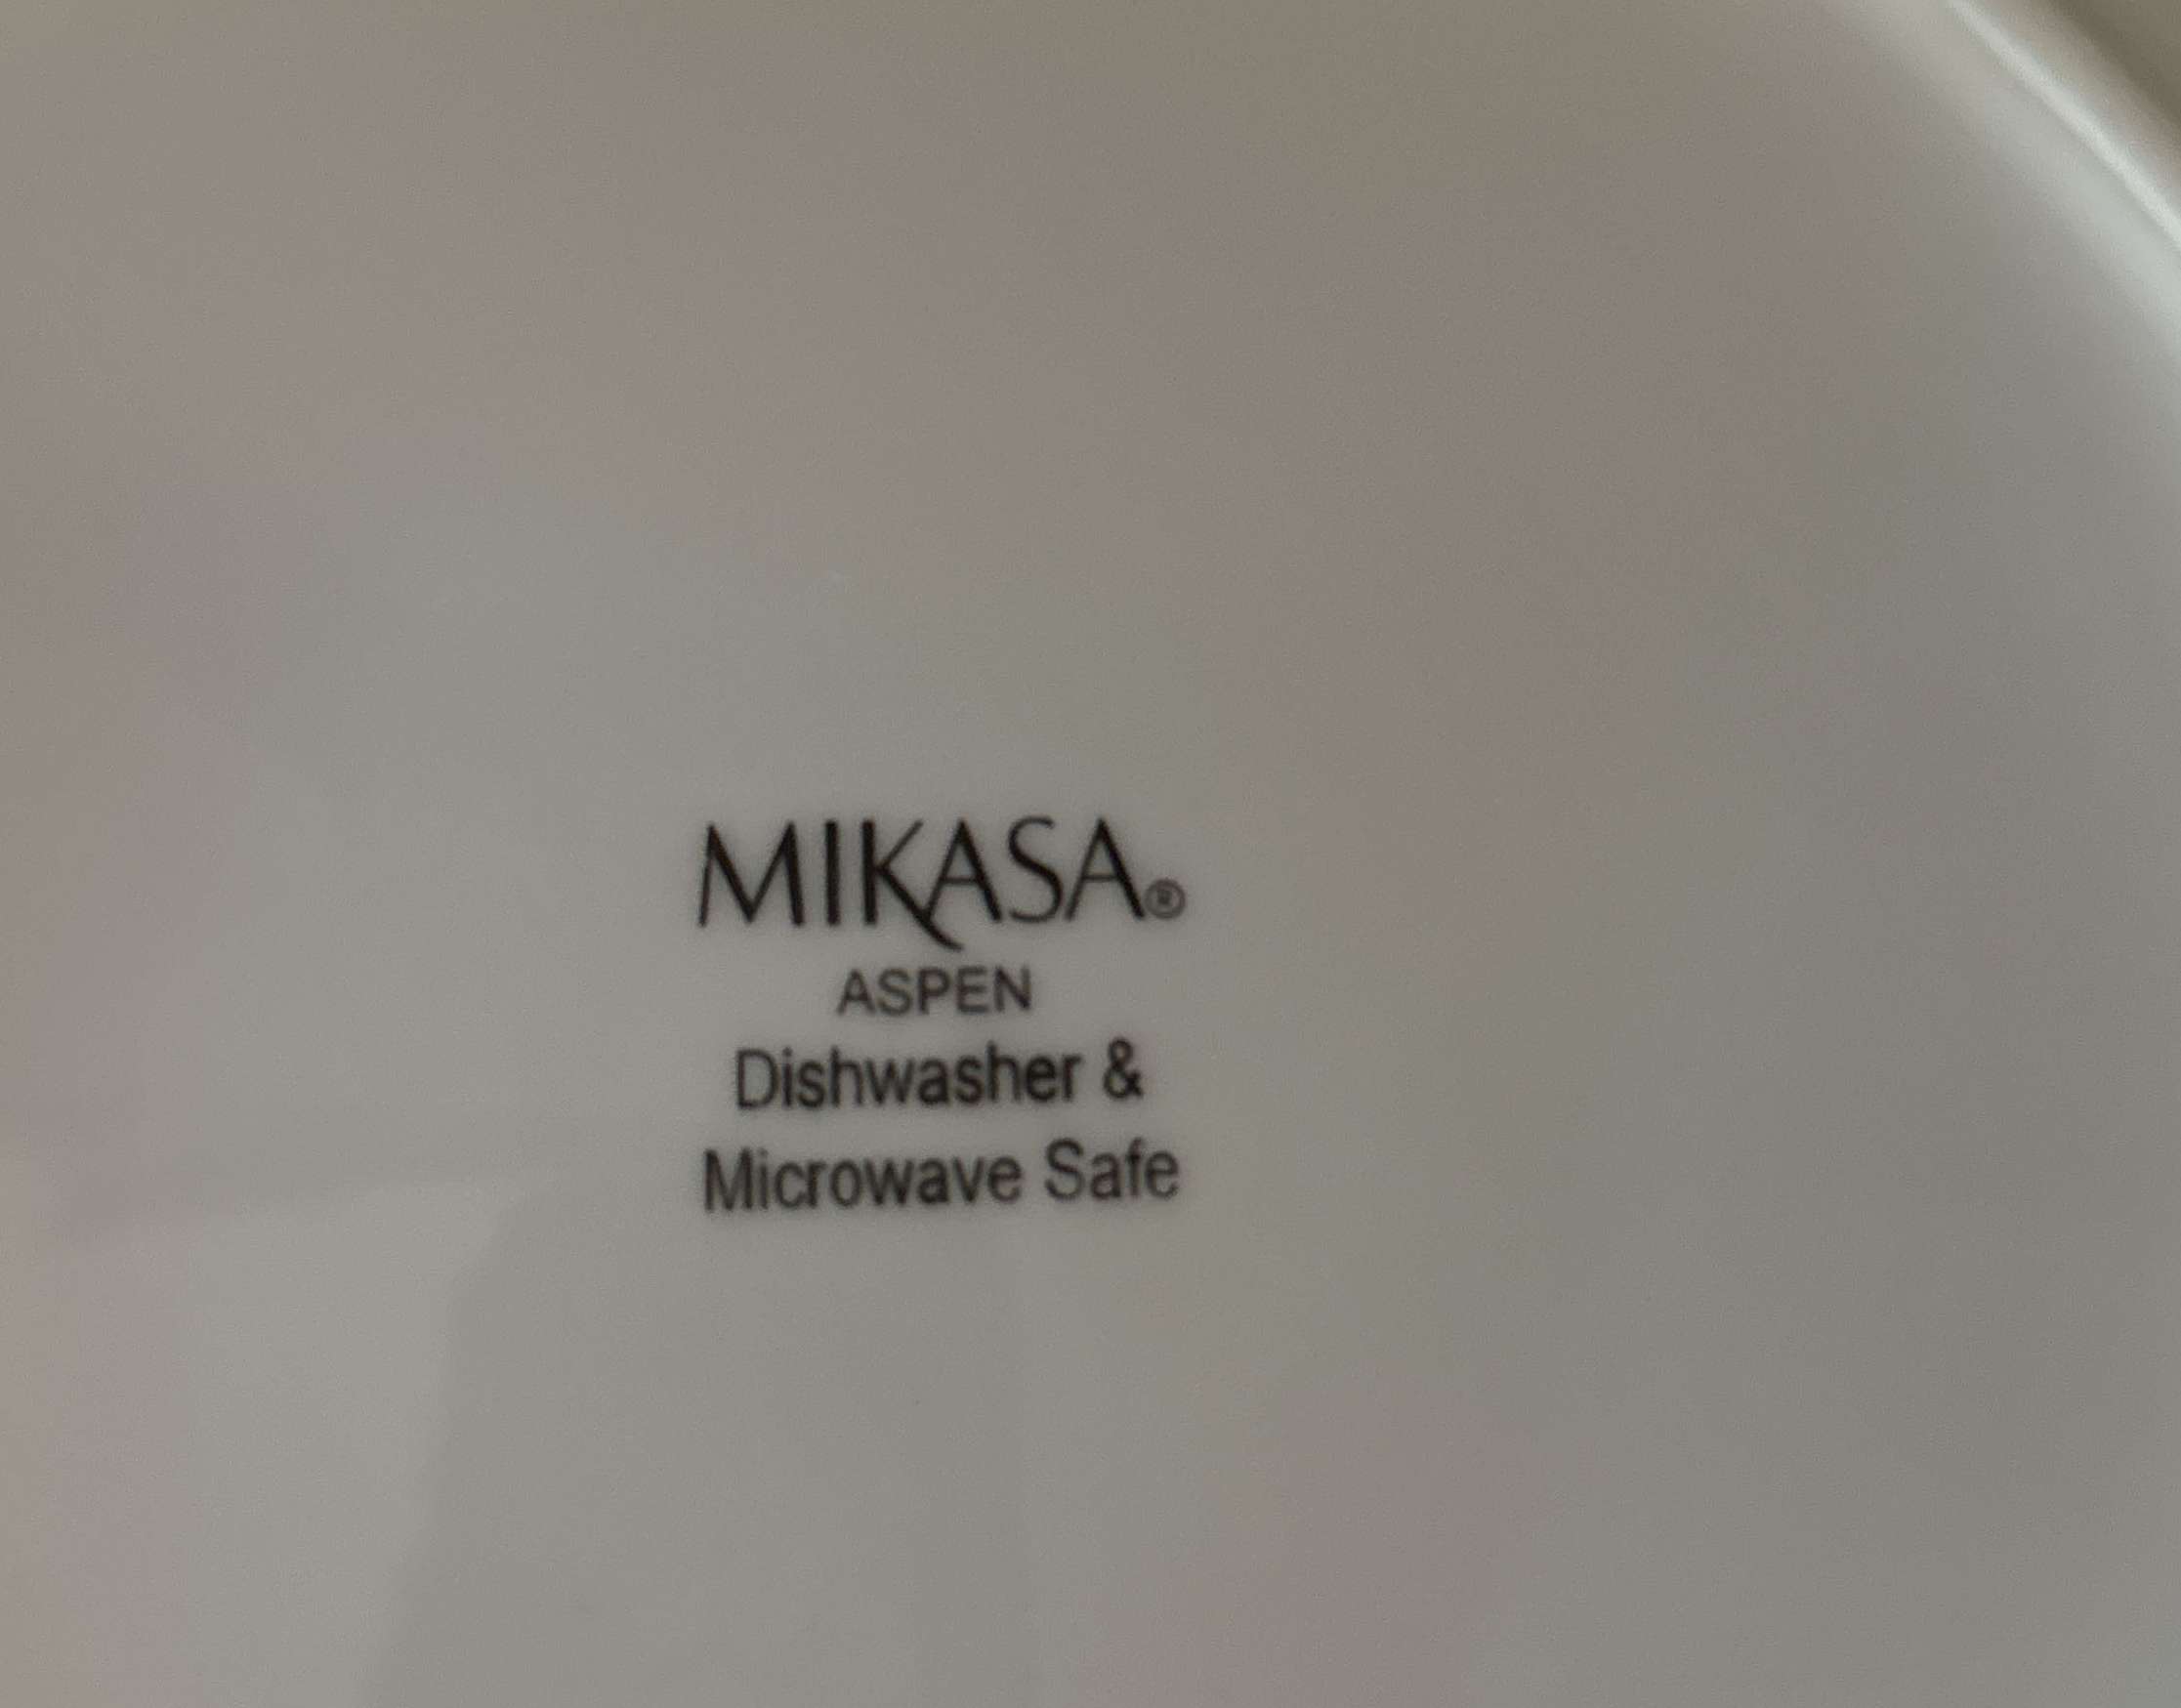 MIKASA®
ASPEN
Dishwasher &
Microwave Safe